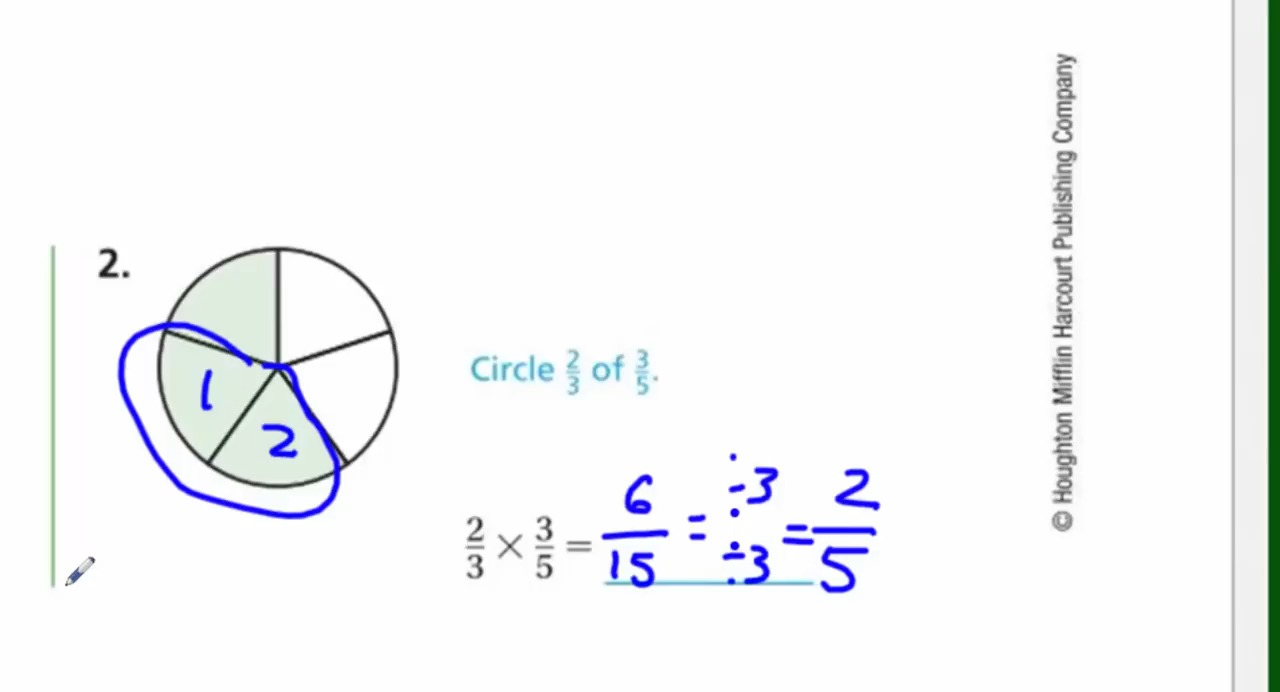 2.
1
2
Circle 2/3 of 3/5.
2/3 × 3/5 = 6/15 = ÷3/÷3 = 2/5
© Houghton Mifflin Harcourt Publishing Company